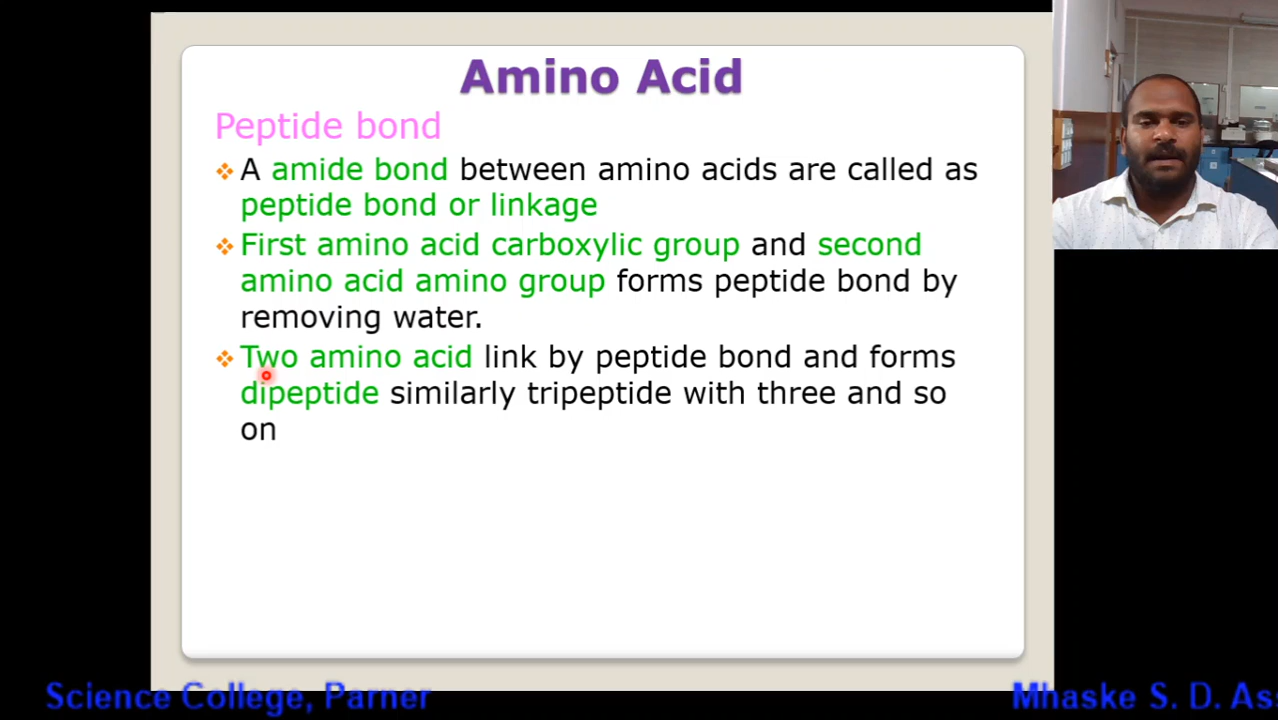 Amino Acid
Peptide bond
A amide bond between amino acids are called as
peptide bond or linkage
First amino acid carboxylic group and second
amino acid amino group forms peptide bond by
removing water.
Two amino acid link by peptide bond and forms
dipeptide similarly tripeptide with three and so
on
Science College, Parner Mhaske S. D. Ass